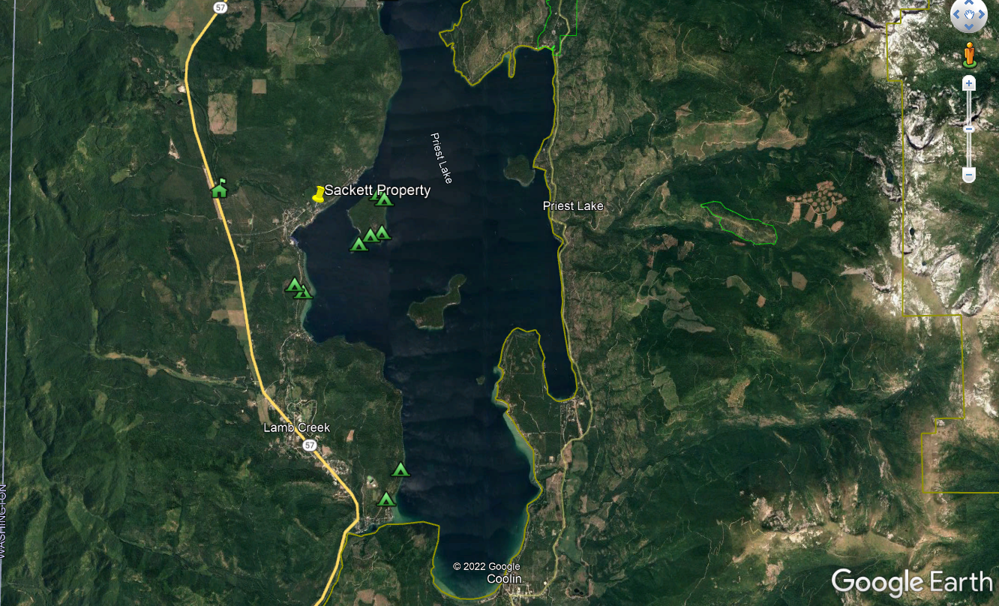 57
Priest Lake
Sackett Property
Priest Lake
Lamb Creek
57
WASHINGTON
© 2022 Google
Coolin
Google Earth